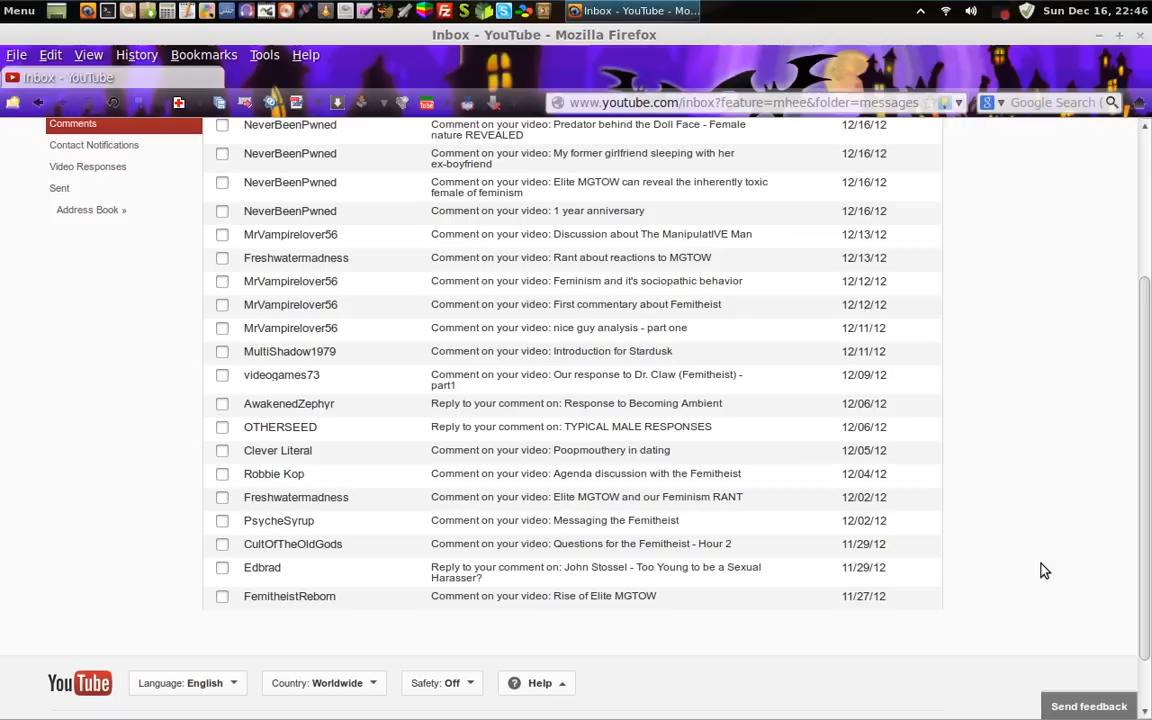 Menu
Inbox - YouTube - Mo...
Sun Dec 16, 22:46
Inbox - YouTube - Mozilla Firefox
File Edit View History Bookmarks Tools Help
Inbox - YouTube
www.youtube.com/inbox?feature=mhee&folder=messages
Google Search (
Comments
Contact Notifications
Video Responses
Sent
Address Book »
NeverBeenPwned Comment on your video: Predator behind the Doll Face - Female 12/16/12
nature REVEALED
NeverBeenPwned Comment on your video: My former girlfriend sleeping with her 12/16/12
ex-boyfriend
NeverBeenPwned Comment on your video: Elite MGTOW can reveal the inherently toxic 12/16/12
female of feminism
NeverBeenPwned Comment on your video: 1 year anniversary 12/16/12
MrVampirelover56 Comment on your video: Discussion about The ManipulatIVE Man 12/13/12
Freshwatermadness Comment on your video: Rant about reactions to MGTOW 12/13/12
MrVampirelover56 Comment on your video: Feminism and it's sociopathic behavior 12/12/12
MrVampirelover56 Comment on your video: First commentary about Femitheist 12/12/12
MrVampirelover56 Comment on your video: nice guy analysis - part one 12/11/12
MultiShadow1979 Comment on your video: Introduction for Stardusk 12/11/12
videogames73 Comment on your video: Our response to Dr. Claw (Femitheist) - 12/09/12
part1
AwakenedZephyr Reply to your comment on: Response to Becoming Ambient 12/06/12
OTHERSEED Reply to your comment on: TYPICAL MALE RESPONSES 12/06/12
Clever Literal Comment on your video: Poopmouthery in dating 12/05/12
Robbie Kop Comment on your video: Agenda discussion with the Femitheist 12/04/12
Freshwatermadness Comment on your video: Elite MGTOW and our Feminism RANT 12/02/12
PsycheSyrup Comment on your video: Messaging the Femitheist 12/02/12
CultOfTheOldGods Comment on your video: Questions for the Femitheist - Hour 2 11/29/12
Edbrad Reply to your comment on: John Stossel - Too Young to be a Sexual 11/29/12
Harasser?
FemitheistReborn Comment on your video: Rise of Elite MGTOW 11/27/12
YouTube Language: English Country: Worldwide Safety: Off Help
Send feedback